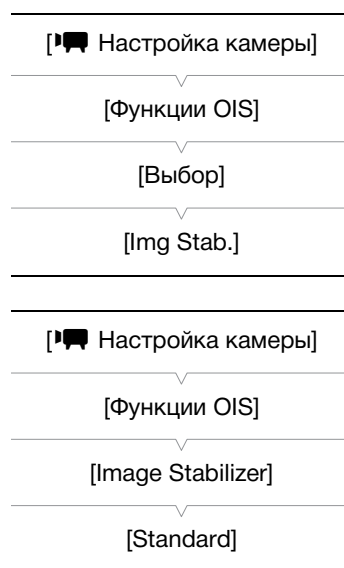 [ Настройка камеры]
[Функции OIS]
[Выбор]
[Img Stab.]
[ Настройка камеры]
[Функции OIS]
[Image Stabilizer]
[Standard]